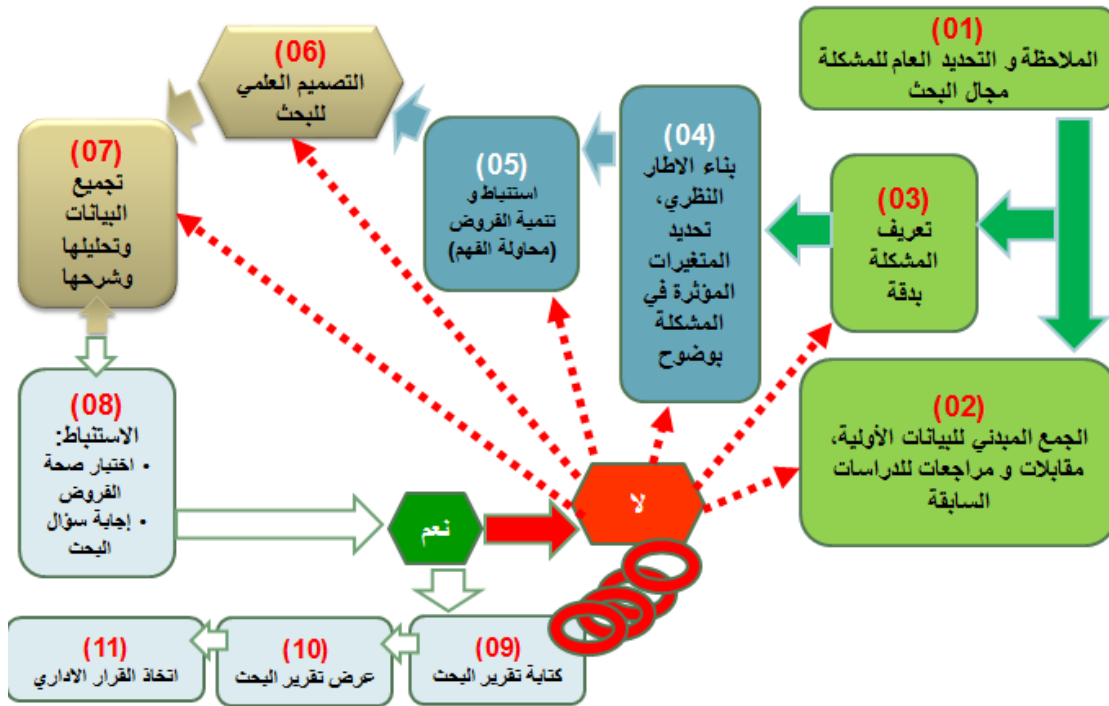 (01)
الملاحظة و التحديد العام للمشكلة
مجال البحث
(02)
الجمع المبدئي للبيانات الأولية،
مقابلات و مراجعات للدراسات
السابقة
(03)
تعريف
المشكلة
بدقة
(04)
بناء الاطار
النظري،
تحديد
المتغيرات
المؤثرة في
المشكلة
بوضوح
(05)
استنباط و
تنمية الفروض
(محاولة الفهم)
(06)
التصميم العلمي
للبحث
(07)
تجميع
البيانات
وتحليلها
وشرحها
(08)
الاستنباط:
• اختبار صحة
الفروض
• إجابة سؤال
البحث
نعم
لا
(09)
كتابة تقرير البحث
(10)
عرض تقرير البحث
(11)
اتخاذ القرار الاداري